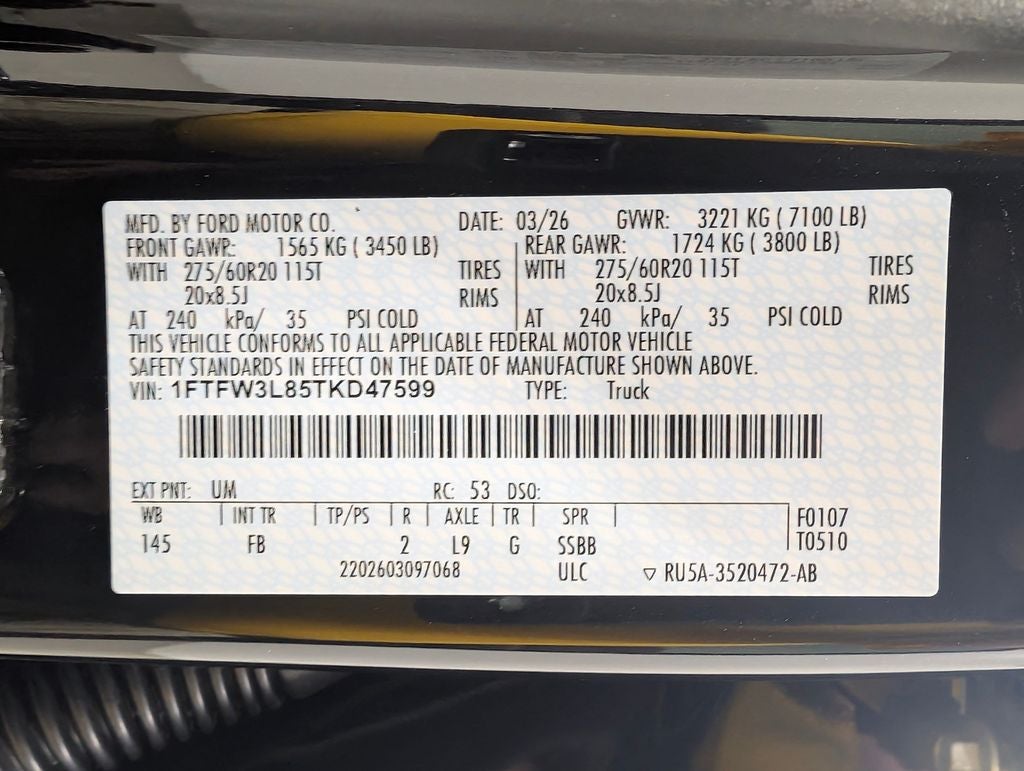 MFD. BY FORD MOTOR CO. DATE: 03/26 GVWR: 3221 KG ( 7100 LB)
FRONT GAWR: 1565 KG ( 3450 LB) REAR GAWR: 1724 KG ( 3800 LB)
WITH 275/60R20 115T TIRES WITH 275/60R20 115T TIRES
20x8.5J RIMS 20x8.5J RIMS
AT 240 kPa/ 35 PSI COLD AT 240 kPa/ 35 PSI COLD
THIS VEHICLE CONFORMS TO ALL APPLICABLE FEDERAL MOTOR VEHICLE
SAFETY STANDARDS IN EFFECT ON THE DATE OF MANUFACTURE SHOWN ABOVE.
VIN: 1FTFW3L85TKD47599 TYPE: Truck
EXT PNT: UM RC: 53 DSO:
WB | INT TR | TP/PS | R | AXLE | TR | SPR | F0107
145 FB 2 L9 G SSBB T0510
2202603097068 ULC ▽ RU5A-3520472-AB